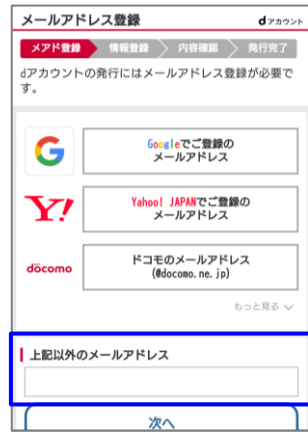 メールアドレス登録
dアカウント
メアド登録 情報登録 内容確認 発行完了
dアカウントの発行にはメールアドレス登録が必要で
す。
G
Googleでご登録の
メールアドレス
Y!
Yahoo! JAPANでご登録の
メールアドレス
döcomo
ドコモのメールアドレス
(@docomo.ne.jp)
もっと見る
上記以外のメールアドレス
次へ